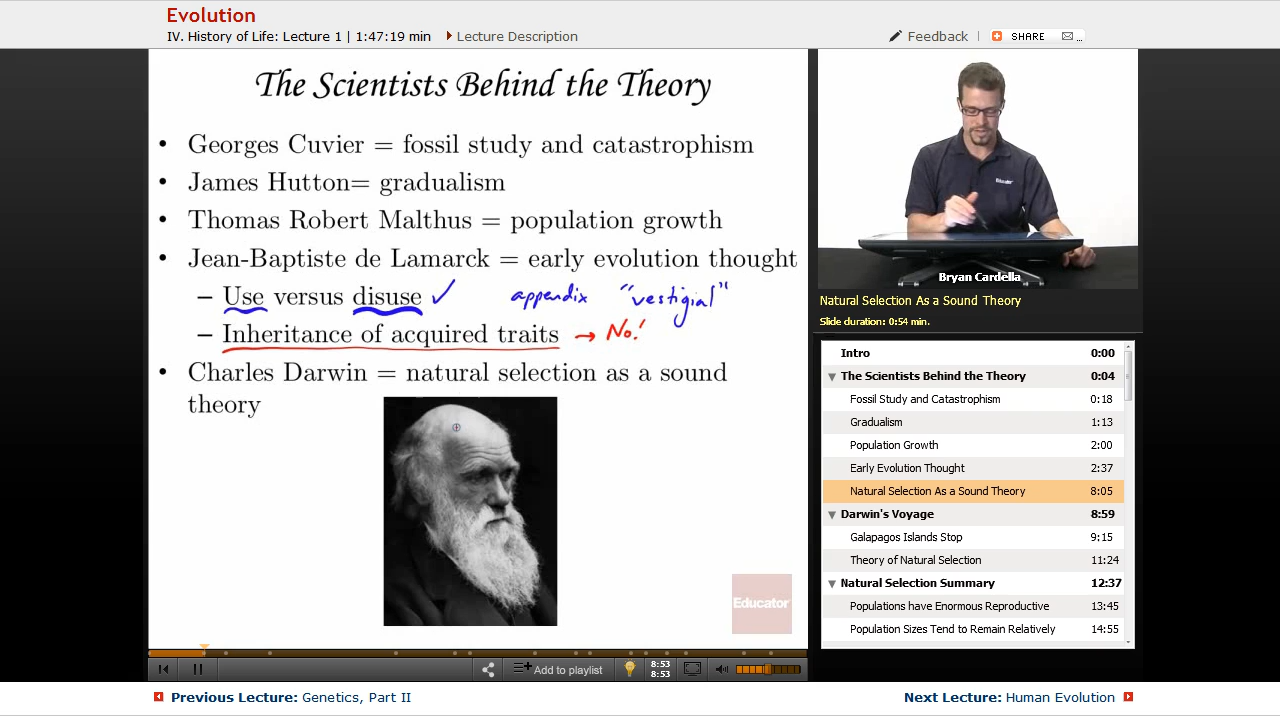 Evolution
IV. History of Life: Lecture 1 | 1:47:19 min Lecture Description
Feedback | SHARE ...
The Scientists Behind the Theory
• Georges Cuvier = fossil study and catastrophism
• James Hutton= gradualism
• Thomas Robert Malthus = population growth
• Jean-Baptiste de Lamarck = early evolution thought
– Use versus disuse ✓ appendix "vestigial"
– Inheritance of acquired traits → No!
• Charles Darwin = natural selection as a sound
theory
Educator
Educator
Bryan Cardella
Natural Selection As a Sound Theory
Slide duration: 0:54 min.
Intro 0:00
The Scientists Behind the Theory 0:04
Fossil Study and Catastrophism 0:18
Gradualism 1:13
Population Growth 2:00
Early Evolution Thought 2:37
Natural Selection As a Sound Theory 8:05
Darwin's Voyage 8:59
Galapagos Islands Stop 9:15
Theory of Natural Selection 11:24
Natural Selection Summary 12:37
Populations have Enormous Reproductive 13:45
Population Sizes Tend to Remain Relatively 14:55
Add to playlist
8:53
8:53
Previous Lecture: Genetics, Part II
Next Lecture: Human Evolution